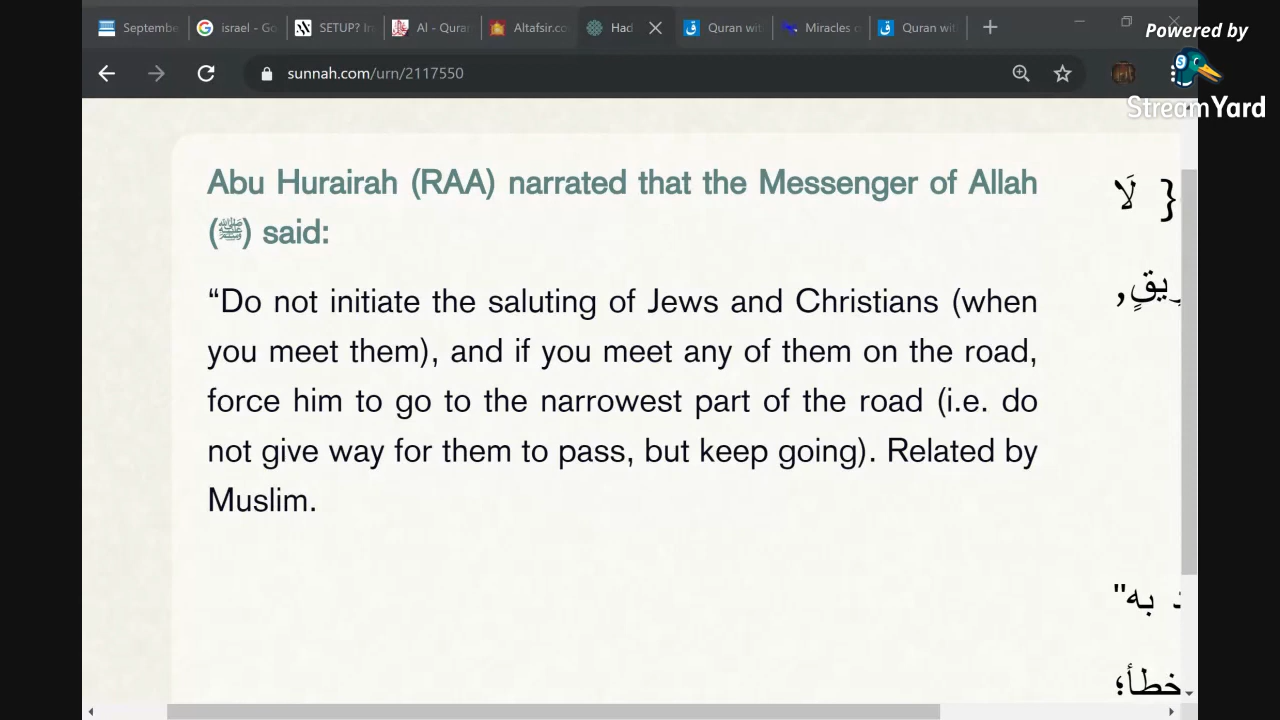 Septembe
israel - Go
SETUP? In
Al - Qurar
Altafsir.co
Had
Quran wit
Miracles o
Quran wit
Powered by
sunnah.com/urn/2117550
StreamYard
Abu Hurairah (RAA) narrated that the Messenger of Allah
(ﷺ) said:
{ لَا
“Do not initiate the saluting of Jews and Christians (when
you meet them), and if you meet any of them on the road,
force him to go to the narrowest part of the road (i.e. do
not give way for them to pass, but keep going). Related by
Muslim.
به"
خطأ؛